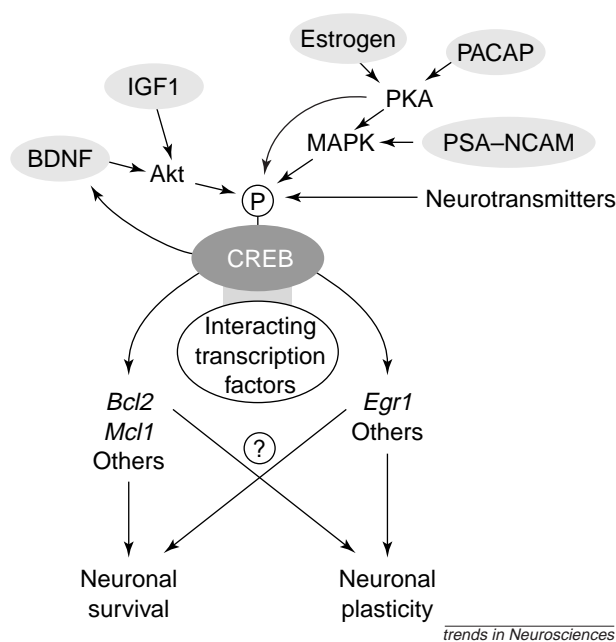 Estrogen
PACAP
IGF1
PKA
BDNF
MAPK
PSA–NCAM
Akt
P
Neurotransmitters
CREB
Interacting
transcription
factors
Bcl2
Mcl1
Others
Egr1
Others
?
Neuronal
survival
Neuronal
plasticity
trends in Neurosciences